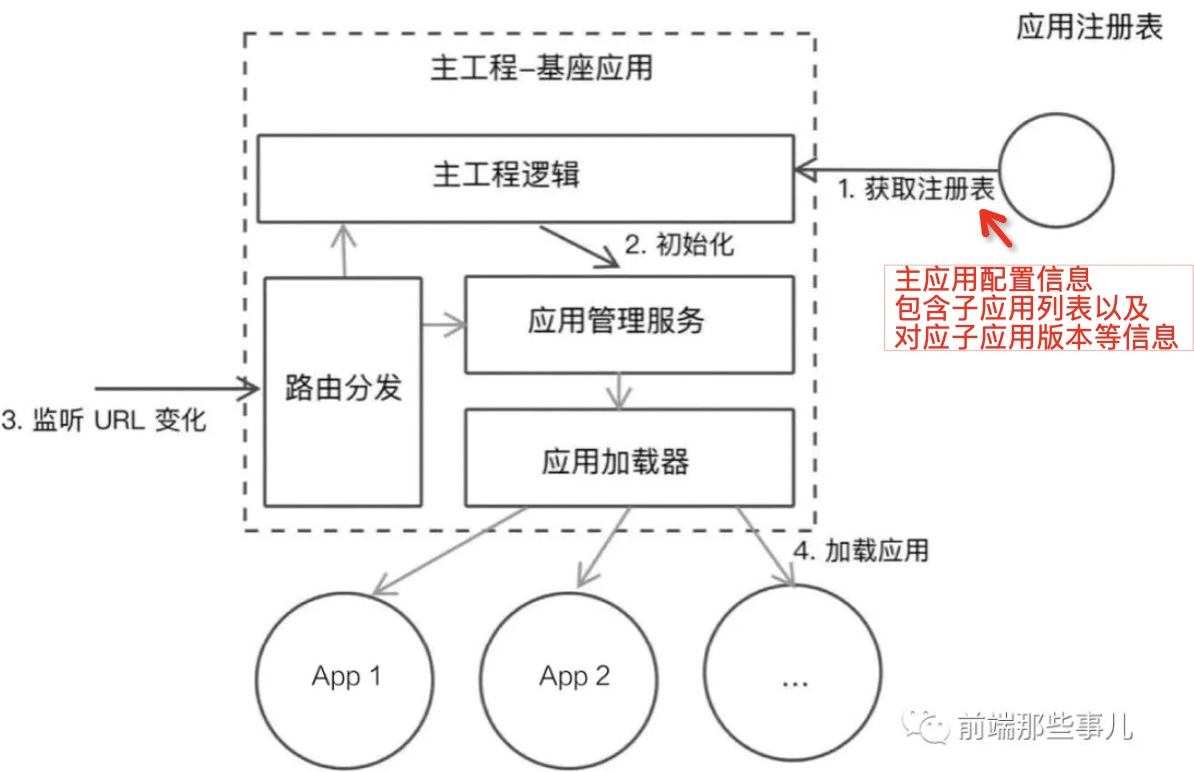 应用注册表
主工程-基座应用
主工程逻辑
1. 获取注册表
2. 初始化
主应用配置信息
包含子应用列表以及
对应子应用版本等信息
应用管理服务
路由分发
3. 监听 URL 变化
应用加载器
4. 加载应用
App 1
App 2
...
前端那些事儿